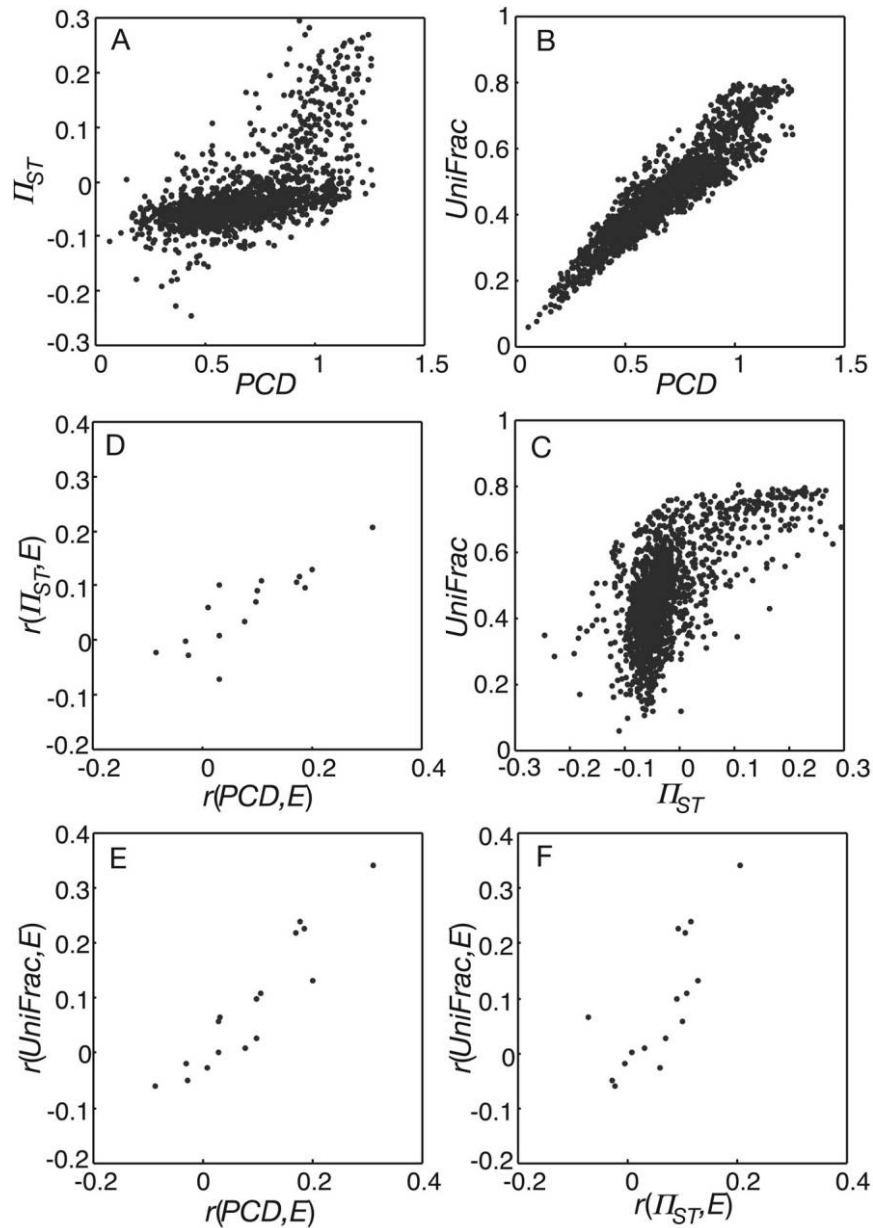 A
0.3
0.2
0.1
0
-0.1
-0.2
-0.3
Π_ST
0 0.5 1 1.5
PCD
B
1
0.8
0.6
0.4
0.2
0
UniFrac
0 0.5 1 1.5
PCD
D
0.4
0.3
0.2
0.1
0
-0.1
-0.2
r(Π_ST,E)
-0.2 0 0.2 0.4
r(PCD,E)
C
1
0.8
0.6
0.4
0.2
0
UniFrac
-0.3 -0.2 -0.1 0 0.1 0.2 0.3
Π_ST
E
0.4
0.3
0.2
0.1
0
-0.1
-0.2
r(UniFrac,E)
-0.2 0 0.2 0.4
r(PCD,E)
F
0.4
0.3
0.2
0.1
0
-0.1
-0.2
r(UniFrac,E)
-0.2 0 0.2 0.4
r(Π_ST,E)